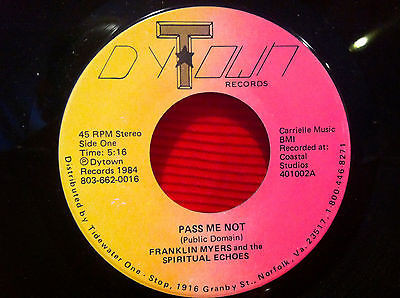 DYTOWN
RECORDS
45 RPM Stereo
Side One
Time: 5:16
Ⓟ Dytown
Records 1984
803-662-0016
Carrielle Music
BMI
Recorded at:
Coastal
Studios
401002A
PASS ME NOT
(Public Domain)
FRANKLIN MYERS and the
SPIRITUAL ECHOES
Distributed by Tidewater One - Stop, 1916 Granby St., Norfolk, Va. 23517, 1-800 446 8271